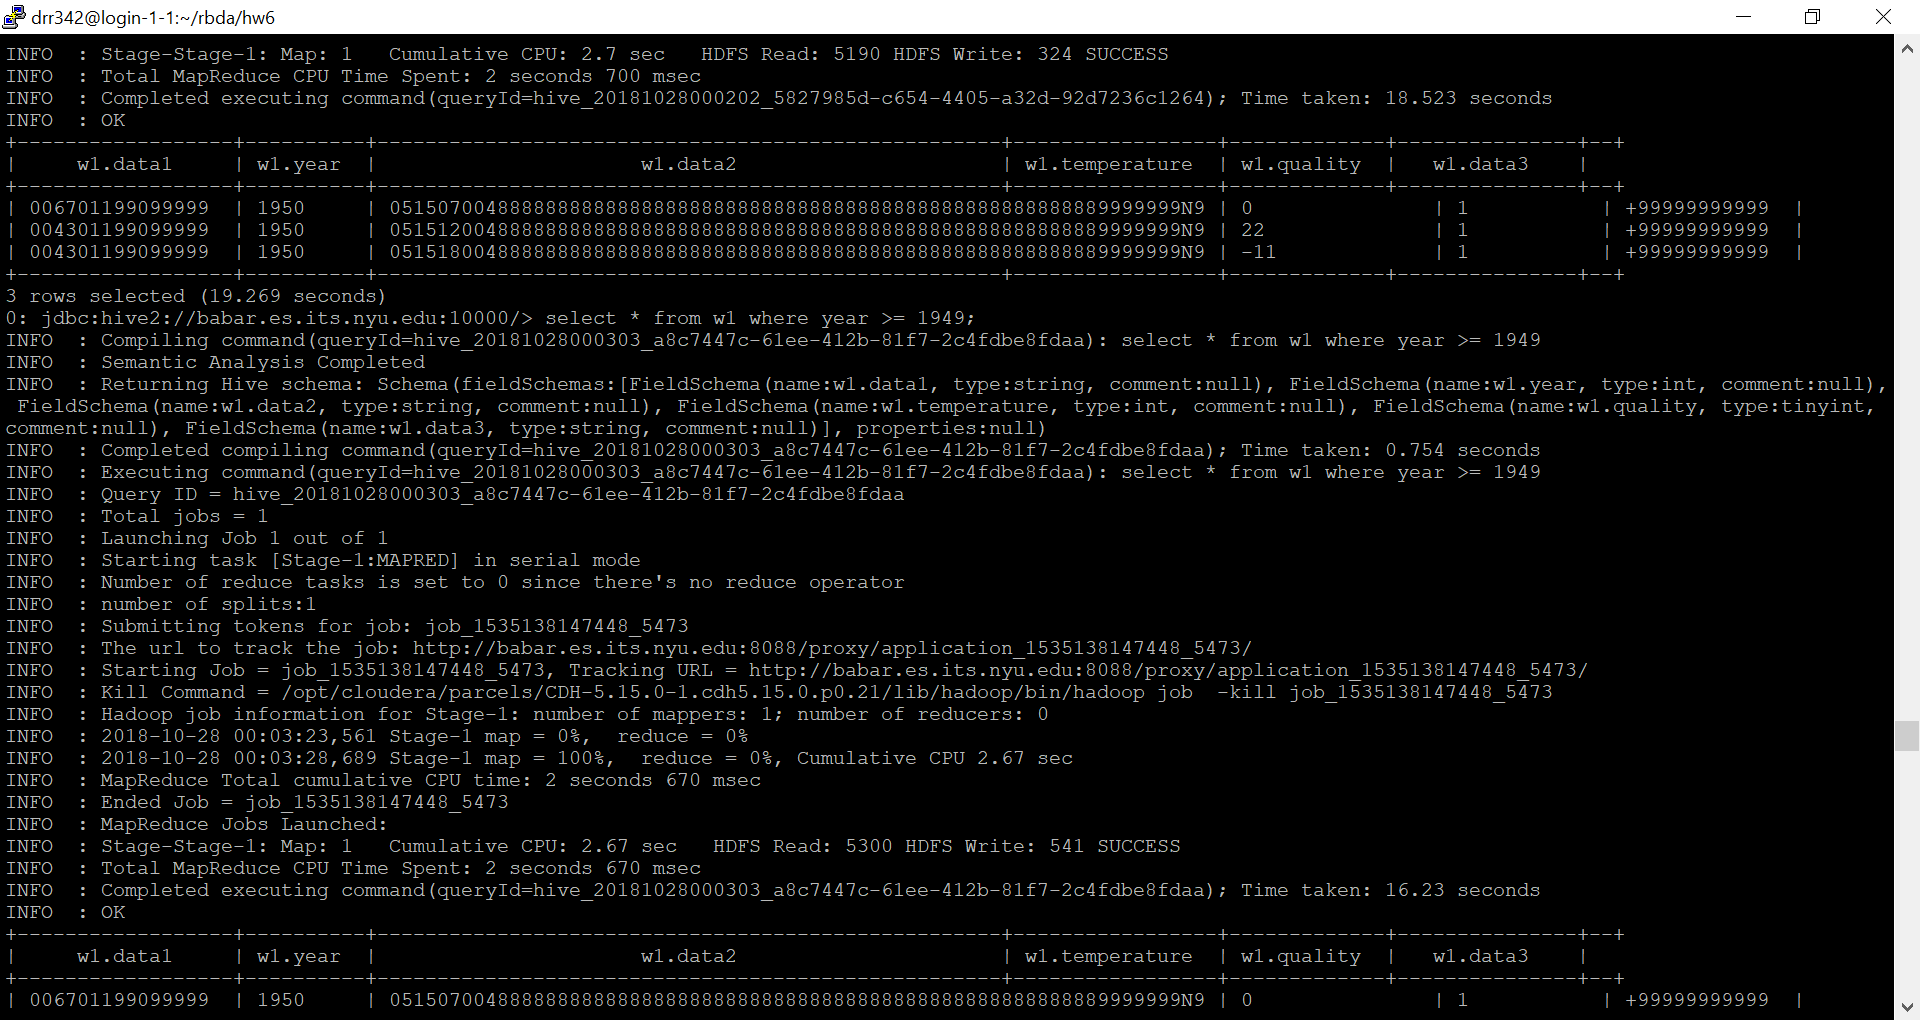 drr342@login-1-1:~/rbda/hw6
INFO  : Stage-Stage-1: Map: 1   Cumulative CPU: 2.7 sec   HDFS Read: 5190 HDFS Write: 324 SUCCESS
INFO  : Total MapReduce CPU Time Spent: 2 seconds 700 msec
INFO  : Completed executing command(queryId=hive_20181028000202_5827985d-c654-4405-a32d-92d7236c1264); Time taken: 18.523 seconds
INFO  : OK
+------------------+----------+----------------------------------------------------+-----------------+-------------+---------------+--+
|     w1.data1     | w1.year  |                      w1.data2                      | w1.temperature  | w1.quality  |   w1.data3    |
+------------------+----------+----------------------------------------------------+-----------------+-------------+---------------+--+
| 006701199099999  | 1950     | 051507004888888888888888888888888888888888888888888888888889999999N9 | 0               | 1           | +99999999999  |
| 004301199099999  | 1950     | 051512004888888888888888888888888888888888888888888888888889999999N9 | 22              | 1           | +99999999999  |
| 004301199099999  | 1950     | 051518004888888888888888888888888888888888888888888888888889999999N9 | -11             | 1           | +99999999999  |
+------------------+----------+----------------------------------------------------+-----------------+-------------+---------------+--+
3 rows selected (19.269 seconds)
0: jdbc:hive2://babar.es.its.nyu.edu:10000/> select * from w1 where year >= 1949;
INFO  : Compiling command(queryId=hive_20181028000303_a8c7447c-61ee-412b-81f7-2c4fdbe8fdaa): select * from w1 where year >= 1949
INFO  : Semantic Analysis Completed
INFO  : Returning Hive schema: Schema(fieldSchemas:[FieldSchema(name:w1.data1, type:string, comment:null), FieldSchema(name:w1.year, type:int, comment:null),
 FieldSchema(name:w1.data2, type:string, comment:null), FieldSchema(name:w1.temperature, type:int, comment:null), FieldSchema(name:w1.quality, type:tinyint,
comment:null), FieldSchema(name:w1.data3, type:string, comment:null)], properties:null)
INFO  : Completed compiling command(queryId=hive_20181028000303_a8c7447c-61ee-412b-81f7-2c4fdbe8fdaa); Time taken: 0.754 seconds
INFO  : Executing command(queryId=hive_20181028000303_a8c7447c-61ee-412b-81f7-2c4fdbe8fdaa): select * from w1 where year >= 1949
INFO  : Query ID = hive_20181028000303_a8c7447c-61ee-412b-81f7-2c4fdbe8fdaa
INFO  : Total jobs = 1
INFO  : Launching Job 1 out of 1
INFO  : Starting task [Stage-1:MAPRED] in serial mode
INFO  : Number of reduce tasks is set to 0 since there's no reduce operator
INFO  : number of splits:1
INFO  : Submitting tokens for job: job_1535138147448_5473
INFO  : The url to track the job: http://babar.es.its.nyu.edu:8088/proxy/application_1535138147448_5473/
INFO  : Starting Job = job_1535138147448_5473, Tracking URL = http://babar.es.its.nyu.edu:8088/proxy/application_1535138147448_5473/
INFO  : Kill Command = /opt/cloudera/parcels/CDH-5.15.0-1.cdh5.15.0.p0.21/lib/hadoop/bin/hadoop job  -kill job_1535138147448_5473
INFO  : Hadoop job information for Stage-1: number of mappers: 1; number of reducers: 0
INFO  : 2018-10-28 00:03:23,561 Stage-1 map = 0%,  reduce = 0%
INFO  : 2018-10-28 00:03:28,689 Stage-1 map = 100%,  reduce = 0%, Cumulative CPU 2.67 sec
INFO  : MapReduce Total cumulative CPU time: 2 seconds 670 msec
INFO  : Ended Job = job_1535138147448_5473
INFO  : MapReduce Jobs Launched:
INFO  : Stage-Stage-1: Map: 1   Cumulative CPU: 2.67 sec   HDFS Read: 5300 HDFS Write: 541 SUCCESS
INFO  : Total MapReduce CPU Time Spent: 2 seconds 670 msec
INFO  : Completed executing command(queryId=hive_20181028000303_a8c7447c-61ee-412b-81f7-2c4fdbe8fdaa); Time taken: 16.23 seconds
INFO  : OK
+------------------+----------+----------------------------------------------------+-----------------+-------------+---------------+--+
|     w1.data1     | w1.year  |                      w1.data2                      | w1.temperature  | w1.quality  |   w1.data3    |
+------------------+----------+----------------------------------------------------+-----------------+-------------+---------------+--+
| 006701199099999  | 1950     | 051507004888888888888888888888888888888888888888888888888889999999N9 | 0               | 1           | +99999999999  |